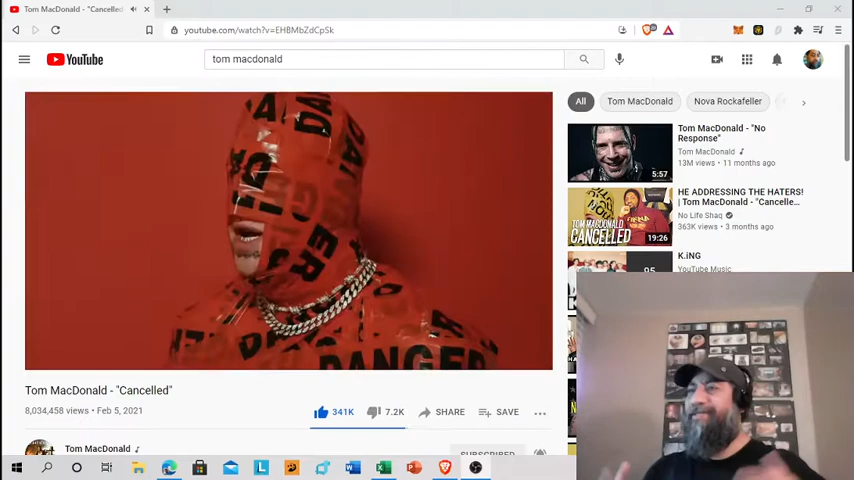 Tom MacDonald - "Cancelled"
youtube.com/watch?v=EHBMbZdCpSk
YouTube
tom macdonald
All
Tom MacDonald
Nova Rockafeller
DANGER
Tom MacDonald - "No
Response"
Tom MacDonald
13M views • 11 months ago
5:57
HE ADDRESSING THE HATERS!
| Tom MacDonald - "Cancelle...
No Life Shaq
363K views • 3 months ago
TOM MACDONALD
CANCELLED
19:26
K.iNG
YouTube Music
Tom MacDonald - "Cancelled"
8,034,458 views • Feb 5, 2021
341K
7.2K
SHARE
SAVE
Tom MacDonald
SUBSCRIBED